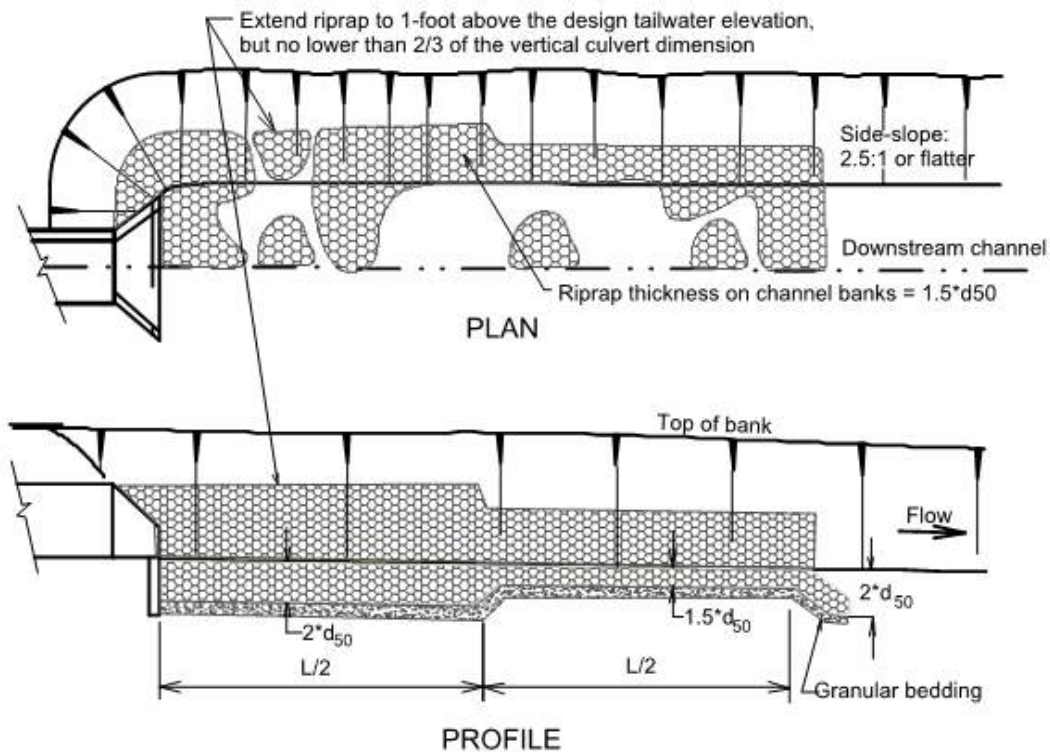 Extend riprap to 1-foot above the design tailwater elevation,
but no lower than 2/3 of the vertical culvert dimension
Side-slope:
2.5:1 or flatter
Downstream channel
Riprap thickness on channel banks = 1.5*d50
PLAN
Top of bank
Flow
2*d50
1.5*d50
2*d50
L/2
L/2
Granular bedding
PROFILE